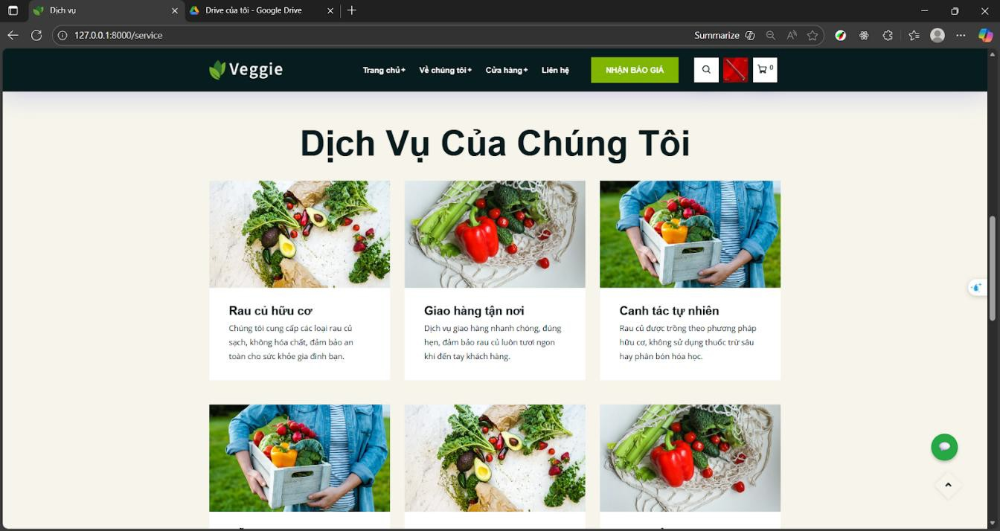 Dịch vụ
Drive của tôi - Google Drive
127.0.0.1:8000/service
Summarize
Veggie
Trang chủ+
Về chúng tôi+
Cửa hàng+
Liên hệ
NHẬN BÁO GIÁ
0
Dịch Vụ Của Chúng Tôi
Rau củ hữu cơ
Chúng tôi cung cấp các loại rau củ
sạch, không hóa chất, đảm bảo an
toàn cho sức khỏe gia đình bạn.
Giao hàng tận nơi
Dịch vụ giao hàng nhanh chóng, đúng
hẹn, đảm bảo rau củ luôn tươi ngon
khi đến tay khách hàng.
Canh tác tự nhiên
Rau củ được trồng theo phương pháp
hữu cơ, không sử dụng thuốc trừ sâu
hay phân bón hóa học.